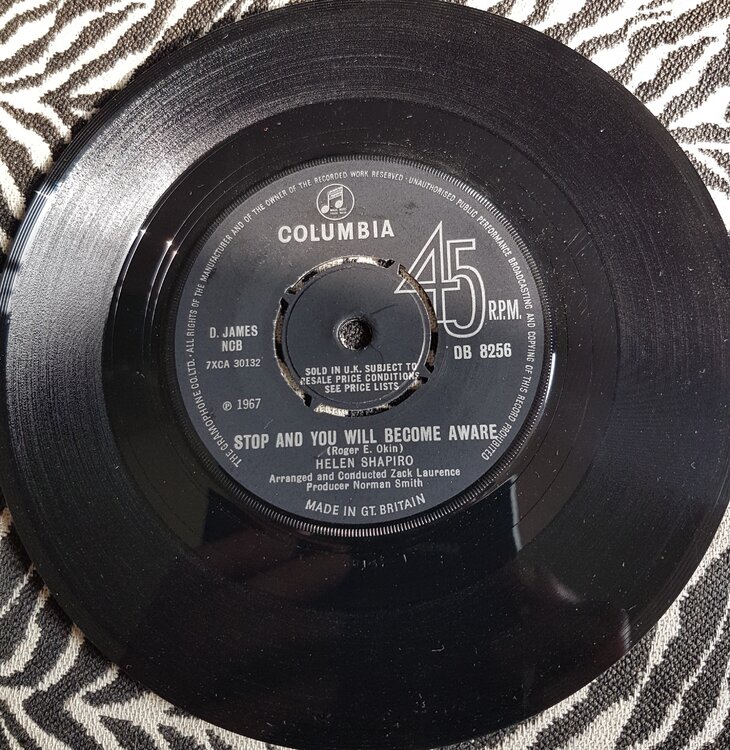 THE GRAMOPHONE CO.LTD. · ALL RIGHTS OF THE MANUFACTURER AND OF THE OWNER OF THE RECORDED WORK RESERVED · UNAUTHORISED PUBLIC PERFORMANCE BROADCASTING AND COPYING OF THIS RECORD PROHIBITED
COLUMBIA
45 R.P.M.
D. JAMES
NCB
7XCA 30132
DB 8256
SOLD IN U.K. SUBJECT TO
RESALE PRICE CONDITIONS
SEE PRICE LISTS
℗ 1967
STOP AND YOU WILL BECOME AWARE
(Roger E. Okin)
HELEN SHAPIRO
Arranged and Conducted Zack Laurence
Producer Norman Smith
MADE IN GT. BRITAIN